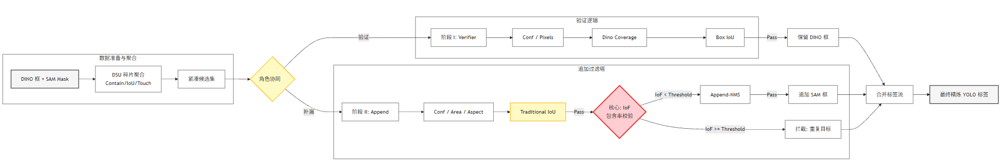 数据准备与聚合
DINO 框 + SAM Mask
DSU 碎片聚合
Contain/IoU/Touch
紧凑候选集
角色协同
验证
补漏
验证逻辑
阶段 I: Verifier
Conf / Pixels
Dino Coverage
Box IoU
Pass
保留 DINO 框
追加过滤塔
阶段 II: Append
Conf / Area / Aspect
Traditional IoU
Pass
核心: IoF
包含率校验
IoF < Threshold
Append-NMS
Pass
追加 SAM 框
IoF >= Threshold
拦截: 重复目标
合并标签流
最终精炼 YOLO 标签